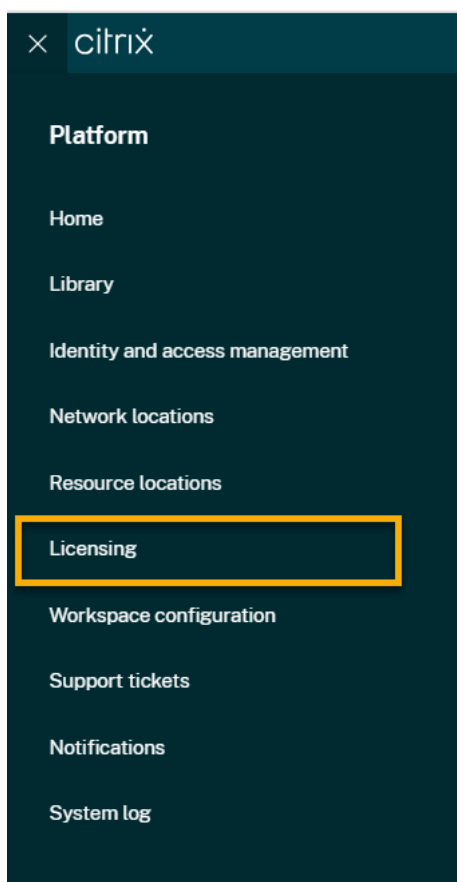 citrix
Platform
Home
Library
Identity and access management
Network locations
Resource locations
Licensing
Workspace configuration
Support tickets
Notifications
System log